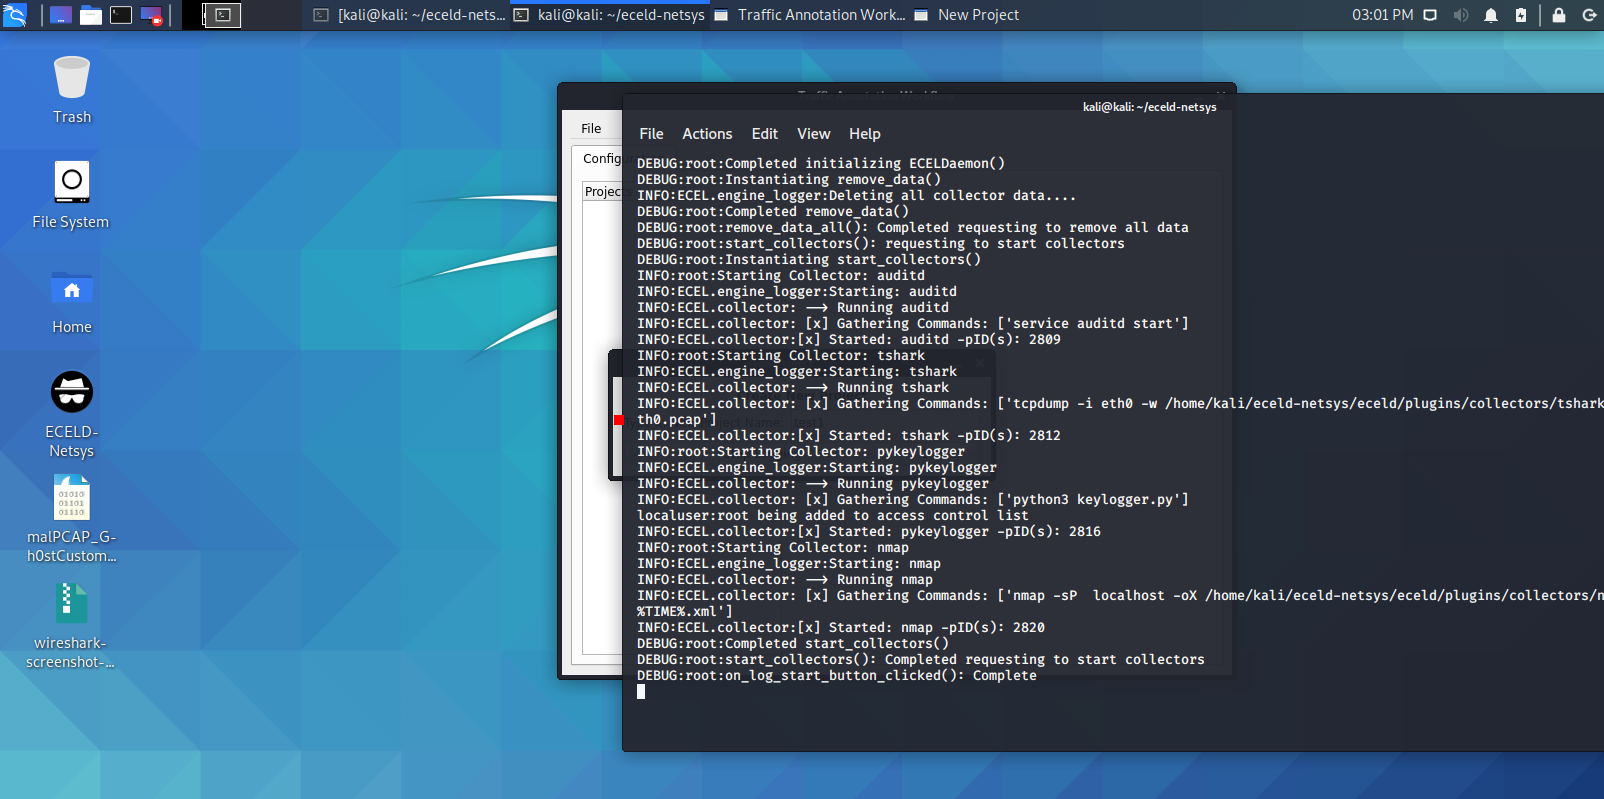 [kali@kali: ~/eceld-nets...
kali@kali: ~/eceld-netsys
Traffic Annotation Work...
New Project
03:01 PM
Trash
File System
Home
ECELD-
Netsys
01010
01101
01110
malPCAP_G-
h0stCustom...
wireshark-
screenshot-...
File
kali@kali: ~/eceld-netsys
File Actions Edit View Help
DEBUG:root:Completed initializing ECELDaemon()
DEBUG:root:Instantiating remove_data()
INFO:ECEL.engine_logger:Deleting all collector data....
DEBUG:root:Completed remove_data()
DEBUG:root:remove_data_all(): Completed requesting to remove all data
DEBUG:root:start_collectors(): requesting to start collectors
DEBUG:root:Instantiating start_collectors()
INFO:root:Starting Collector: auditd
INFO:ECEL.engine_logger:Starting: auditd
INFO:ECEL.collector: --> Running auditd
INFO:ECEL.collector: [x] Gathering Commands: ['service auditd start']
INFO:ECEL.collector:[x] Started: auditd -pID(s): 2809
INFO:root:Starting Collector: tshark
INFO:ECEL.engine_logger:Starting: tshark
INFO:ECEL.collector: --> Running tshark
INFO:ECEL.collector: [x] Gathering Commands: ['tcpdump -i eth0 -w /home/kali/eceld-netsys/eceld/plugins/collectors/tshark
th0.pcap']
INFO:ECEL.collector:[x] Started: tshark -pID(s): 2812
INFO:root:Starting Collector: pykeylogger
INFO:ECEL.engine_logger:Starting: pykeylogger
INFO:ECEL.collector: --> Running pykeylogger
INFO:ECEL.collector: [x] Gathering Commands: ['python3 keylogger.py']
localuser:root being added to access control list
INFO:ECEL.collector:[x] Started: pykeylogger -pID(s): 2816
INFO:root:Starting Collector: nmap
INFO:ECEL.engine_logger:Starting: nmap
INFO:ECEL.collector: --> Running nmap
INFO:ECEL.collector: [x] Gathering Commands: ['nmap -sP  localhost -oX /home/kali/eceld-netsys/eceld/plugins/collectors/n
%TIME%.xml']
INFO:ECEL.collector:[x] Started: nmap -pID(s): 2820
DEBUG:root:Completed start_collectors()
DEBUG:root:start_collectors(): Completed requesting to start collectors
DEBUG:root:on_log_start_button_clicked(): Complete